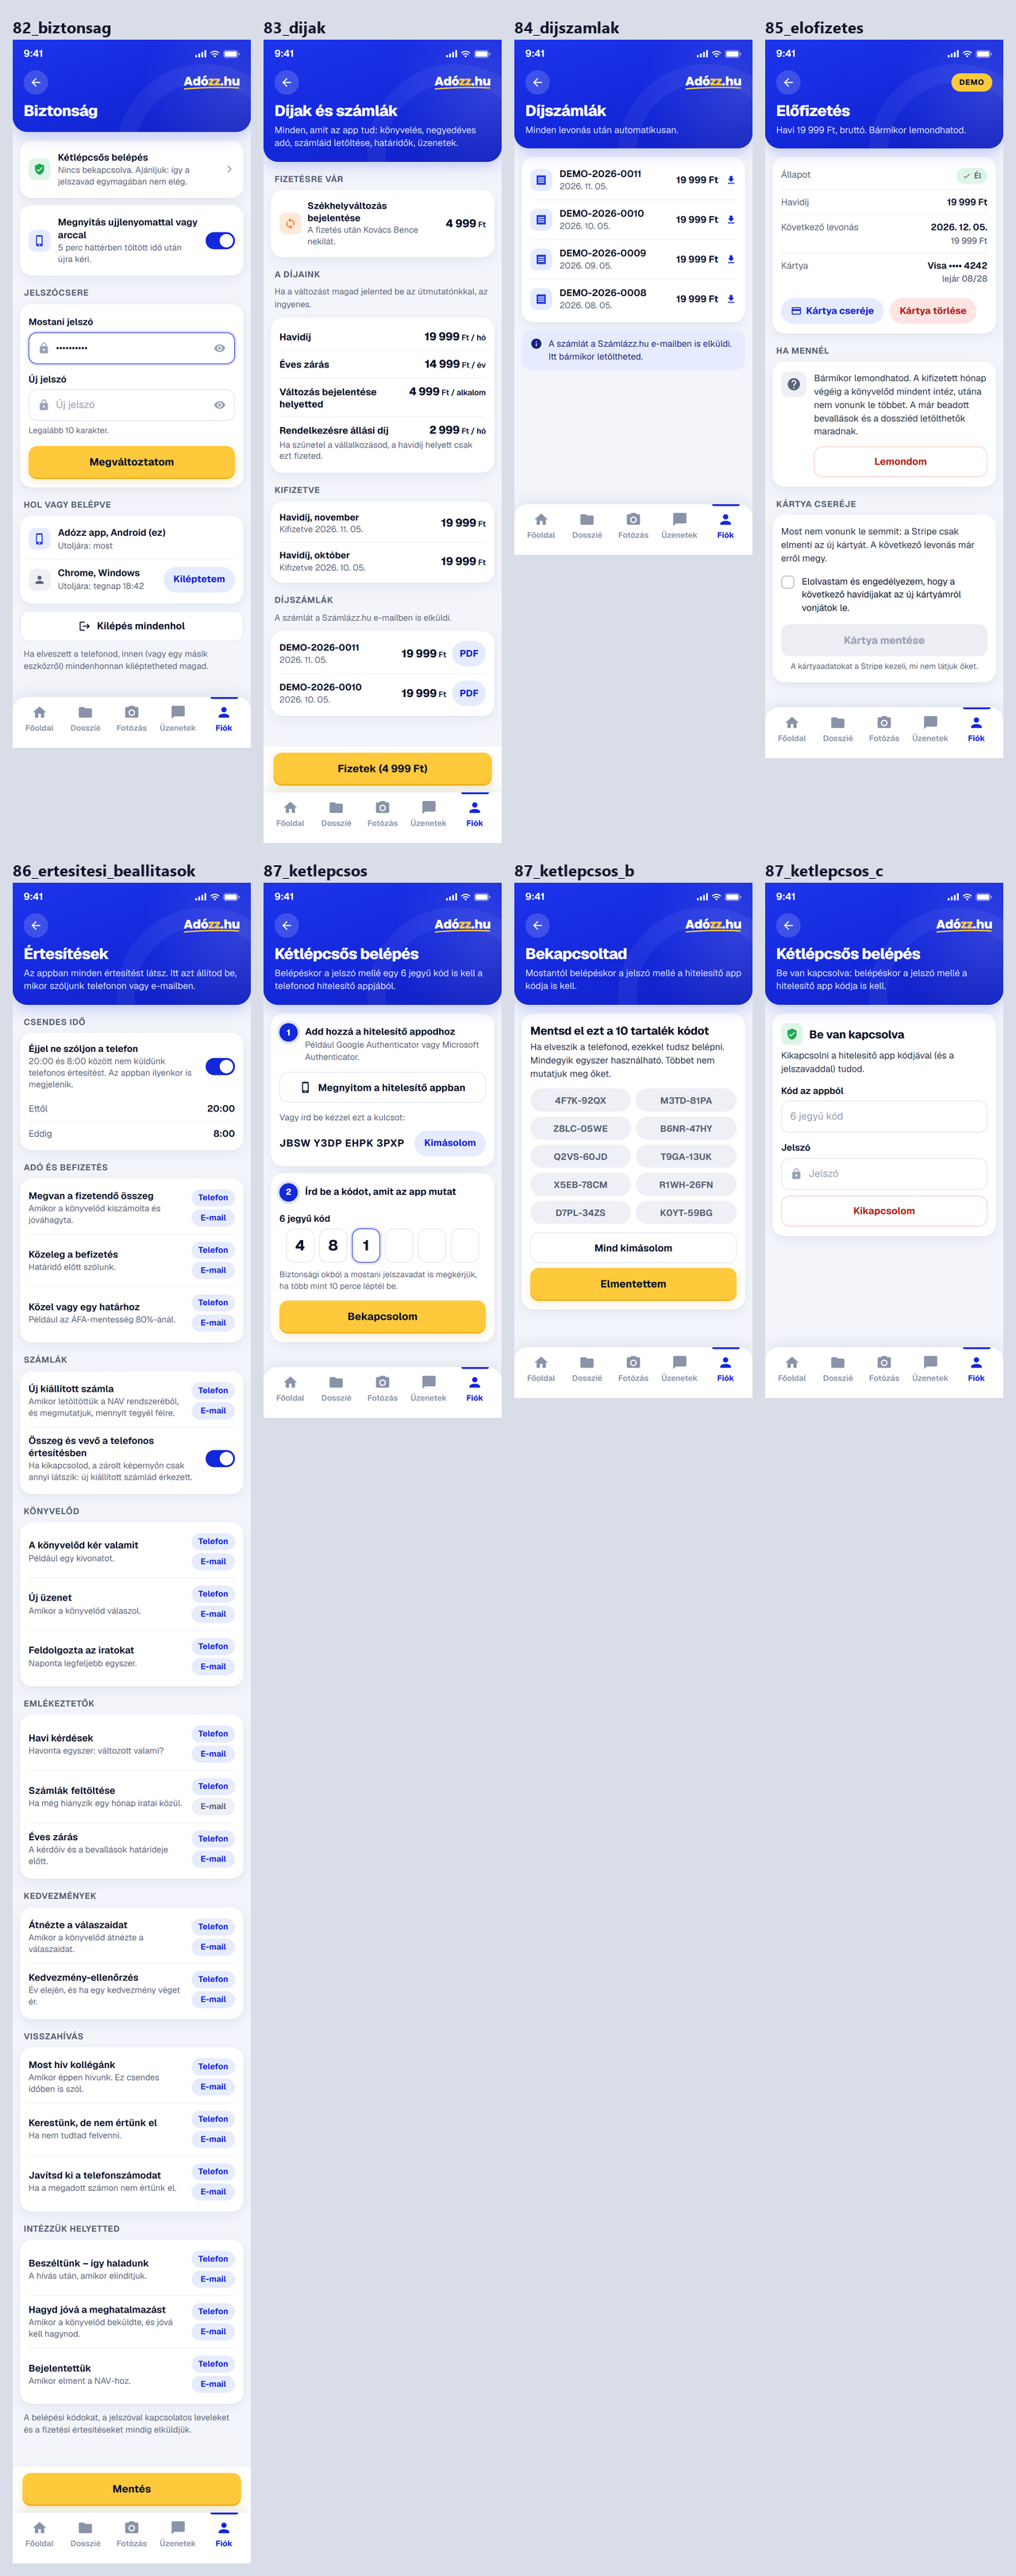 82_biztonsag
9:41
Adózz.hu
Biztonság
Kétlépcsős belépés
Nincs bekapcsolva. Ajánljuk: így a
jelszavad egymagában nem elég.
Megnyitás ujjlenyomattal vagy
arccal
5 perc háttérben töltött idő után
újra kéri.
JELSZÓCSERE
Mostani jelszó
••••••••••
Új jelszó
Új jelszó
Legalább 10 karakter.
Megváltoztatom
HOL VAGY BELÉPVE
Adózz app, Android (ez)
Utoljára: most
Chrome, Windows
Utoljára: tegnap 18:42
Kiléptetem
Kilépés mindenhol
Ha elveszett a telefonod, innen (vagy egy másik
eszközről) mindenhonnan kiléptetheted magad.
Főoldal Dosszié Fotózás Üzenetek Fiók
83_dijak
9:41
Adózz.hu
Díjak és számlák
Minden, amit az app tud: könyvelés, negyedéves
adó, számláid letöltése, határidők, üzenetek.
FIZETÉSRE VÁR
Székhelyváltozás
bejelentése
A fizetés után Kovács Bence
nekilát.
4 999 Ft
A DÍJAINK
Ha a változást magad jelented be az útmutatónkkal, az
ingyenes.
Havidíj 19 999 Ft / hó
Éves zárás 14 999 Ft / év
Változás bejelentése
helyetted
4 999 Ft / alkalom
Rendelkezésre állási díj 2 999 Ft / hó
Ha szünetel a vállalkozásod, a havidíj helyett csak
ezt fizeted.
KIFIZETVE
Havidíj, november
Kifizetve 2026. 11. 05.
19 999 Ft
Havidíj, október
Kifizetve 2026. 10. 05.
19 999 Ft
DÍJSZÁMLÁK
A számlát a Számlázz.hu e-mailben is elküldi.
DEMO-2026-0011
2026. 11. 05.
19 999 Ft PDF
DEMO-2026-0010
2026. 10. 05.
19 999 Ft PDF
Fizetek (4 999 Ft)
Főoldal Dosszié Fotózás Üzenetek Fiók
84_dijszamlak
9:41
Adózz.hu
Díjszámlák
Minden levonás után automatikusan.
DEMO-2026-0011
2026. 11. 05.
19 999 Ft
DEMO-2026-0010
2026. 10. 05.
19 999 Ft
DEMO-2026-0009
2026. 09. 05.
19 999 Ft
DEMO-2026-0008
2026. 08. 05.
19 999 Ft
A számlát a Számlázz.hu e-mailben is elküldi.
Itt bármikor letöltheted.
Főoldal Dosszié Fotózás Üzenetek Fiók
85_elofizetes
9:41
DEMO
Előfizetés
Havi 19 999 Ft, bruttó. Bármikor lemondhatod.
Állapot Él
Havidíj 19 999 Ft
Következő levonás 2026. 12. 05.
19 999 Ft
Kártya Visa •••• 4242
lejár 08/28
Kártya cseréje Kártya törlése
HA MENNÉL
Bármikor lemondhatod. A kifizetett hónap
végéig a könyvelőd mindent intéz, utána
nem vonunk le többet. A már beadott
bevallások és a dossziéd letölthetők
maradnak.
Lemondom
KÁRTYA CSERÉJE
Most nem vonunk le semmit: a Stripe csak
elmenti az új kártyát. A következő levonás már
erről megy.
Elolvastam és engedélyezem, hogy a
következő havidíjakat az új kártyámról
vonjátok le.
Kártya mentése
A kártyaadatokat a Stripe kezeli, mi nem látjuk őket.
Főoldal Dosszié Fotózás Üzenetek Fiók
86_ertesitesi_beallitasok
9:41
Adózz.hu
Értesítések
Az appban minden értesítést látsz. Itt azt állítod be,
mikor szóljunk telefonon vagy e-mailben.
CSENDES IDŐ
Éjjel ne szóljon a telefon
20:00 és 8:00 között nem küldünk
telefonos értesítést. Az appban ilyenkor is
megjelenik.
Ettől 20:00
Eddig 8:00
ADÓ ÉS BEFIZETÉS
Megvan a fizetendő összeg
Amikor a könyvelőd kiszámolta és
jóváhagyta.
Telefon
E-mail
Közeleg a befizetés
Határidő előtt szólunk.
Telefon
E-mail
Közel vagy egy határhoz
Például az ÁFA-mentesség 80%-ánál.
Telefon
E-mail
SZÁMLÁK
Új kiállított számla
Amikor letöltöttük a NAV rendszeréből,
és megmutatjuk, mennyit tegyél félre.
Telefon
E-mail
Összeg és vevő a telefonos
értesítésben
Ha kikapcsolod, a zárolt képernyőn csak
annyi látszik: új kiállított számlád érkezett.
KÖNYVELŐD
A könyvelőd kér valamit
Például egy kivonatot.
Telefon
E-mail
Új üzenet
Amikor a könyvelőd válaszol.
Telefon
E-mail
Feldolgozta az iratokat
Naponta legfeljebb egyszer.
Telefon
E-mail
EMLÉKEZTETŐK
Havi kérdések
Havonta egyszer: változott valami?
Telefon
E-mail
Számlák feltöltése
Ha még hiányzik egy hónap iratai közül.
Telefon
E-mail
Éves zárás
A kérdőív és a bevallások határideje
előtt.
Telefon
E-mail
KEDVEZMÉNYEK
Átnézte a válaszaidat
Amikor a könyvelőd átnézte a
válaszaidat.
Telefon
E-mail
Kedvezmény-ellenőrzés
Év elején, és ha egy kedvezmény véget
ér.
Telefon
E-mail
VISSZAHÍVÁS
Most hív kollégánk
Amikor éppen hívunk. Ez csendes
időben is szól.
Telefon
E-mail
Kerestünk, de nem értünk el
Ha nem tudtad felvenni.
Telefon
E-mail
Javítsd ki a telefonszámodat
Ha a megadott számon nem értünk el.
Telefon
E-mail
INTÉZZÜK HELYETTED
Beszéltünk – így haladunk
A hívás után, amikor elindítjuk.
Telefon
E-mail
Hagyd jóvá a meghatalmazást
Amikor a könyvelőd beküldte, és jóvá
kell hagynod.
Telefon
E-mail
Bejelentettük
Amikor elment a NAV-hoz.
Telefon
E-mail
A belépési kódokat, a jelszóval kapcsolatos leveleket
és a fizetési értesítéseket mindig elküldjük.
Mentés
Főoldal Dosszié Fotózás Üzenetek Fiók
87_ketlepcsos
9:41
Adózz.hu
Kétlépcsős belépés
Belépéskor a jelszó mellé egy 6 jegyű kód is kell a
telefonod hitelesítő appjából.
1 Add hozzá a hitelesítő appodhoz
Például Google Authenticator vagy Microsoft
Authenticator.
Megnyitom a hitelesítő appban
Vagy írd be kézzel ezt a kulcsot:
JBSW Y3DP EHPK 3PXP Kimásolom
2 Írd be a kódot, amit az app mutat
6 jegyű kód
4 8 1
Biztonsági okból a mostani jelszavadat is megkérjük,
ha több mint 10 perce léptél be.
Bekapcsolom
Főoldal Dosszié Fotózás Üzenetek Fiók
87_ketlepcsos_b
9:41
Adózz.hu
Bekapcsoltad
Mostantól belépéskor a jelszó mellé a hitelesítő app
kódja is kell.
Mentsd el ezt a 10 tartalék kódot
Ha elveszik a telefonod, ezekkel tudsz belépni.
Mindegyik egyszer használható. Többet nem
mutatjuk meg őket.
4F7K-92QX M3TD-81PA
Z8LC-05WE B6NR-47HY
Q2VS-60JD T9GA-13UK
X5EB-78CM R1WH-26FN
D7PL-34ZS K0YT-59BG
Mind kimásolom
Elmentettem
Főoldal Dosszié Fotózás Üzenetek Fiók
87_ketlepcsos_c
9:41
Adózz.hu
Kétlépcsős belépés
Be van kapcsolva: belépéskor a jelszó mellé a
hitelesítő app kódja is kell.
Be van kapcsolva
Kikapcsolni a hitelesítő app kódjával (és a
jelszavaddal) tudod.
Kód az appból
6 jegyű kód
Jelszó
Jelszó
Kikapcsolom
Főoldal Dosszié Fotózás Üzenetek Fiók